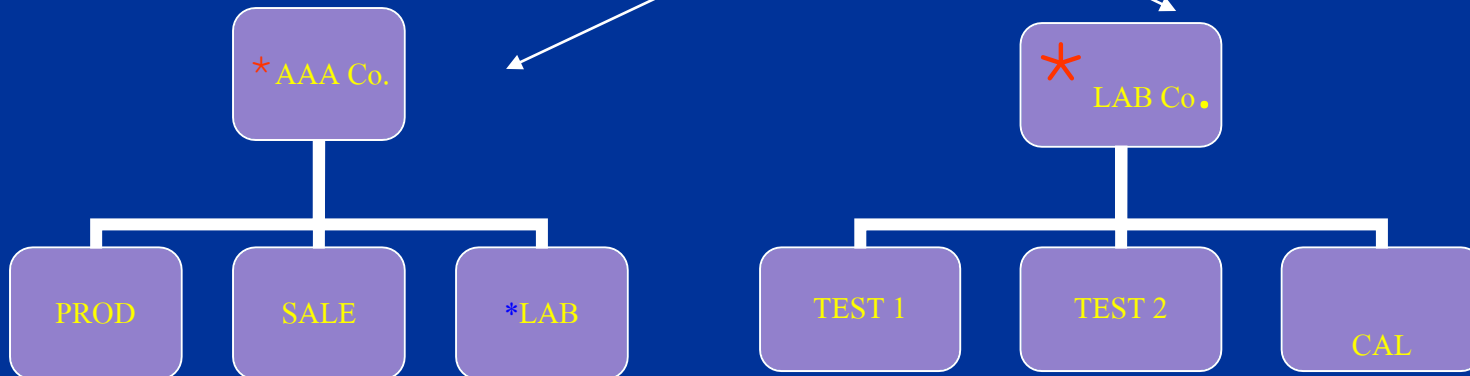 * AAA Co.
* LAB Co.
PROD
SALE
*LAB
TEST 1
TEST 2
CAL